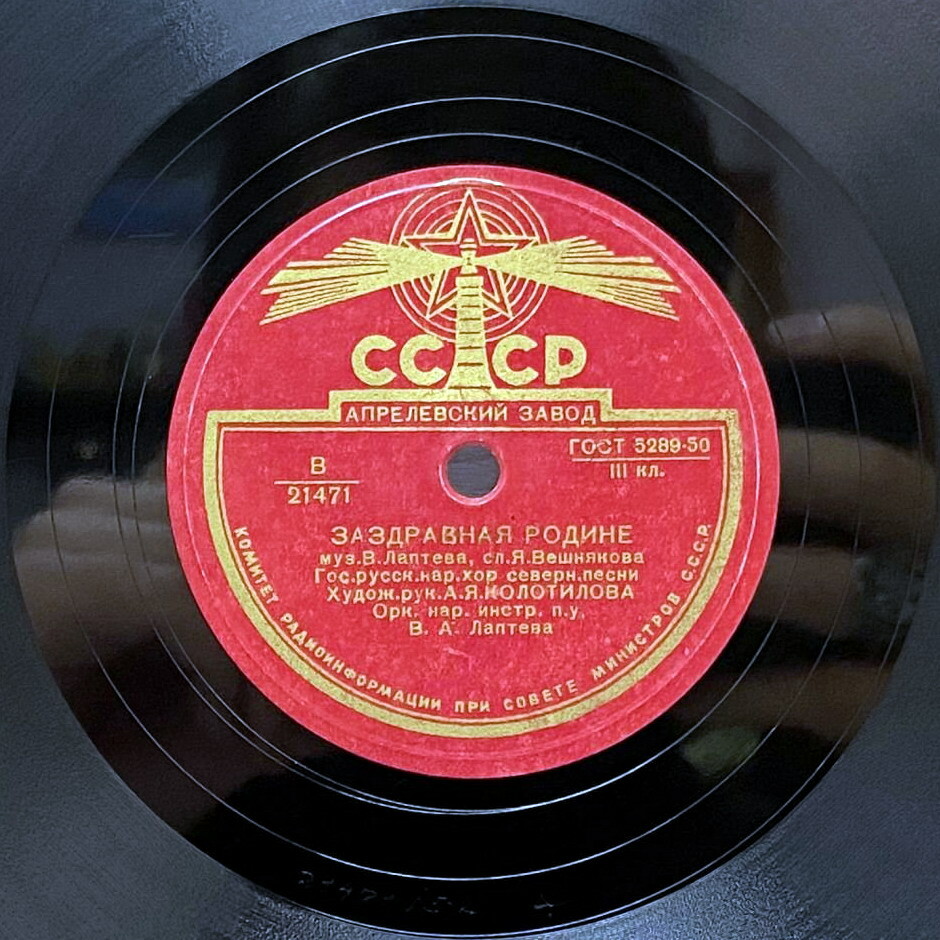 СССР
АПРЕЛЕВСКИЙ ЗАВОД
В
21471
ГОСТ 5289-50
III кл.
ЗАЗДРАВНАЯ РОДИНЕ
муз.В.Лаптева, сл.Я.Вешнякова
Гос.русск.нар.хор северн.песни
Худож.рук.А.Я.КОЛОТИЛОВА
Орк. нар. инстр. п.у.
В. А. Лаптева
КОМИТЕТ РАДИОИНФОРМАЦИИ ПРИ СОВЕТЕ МИНИСТРОВ С.С.С.Р.